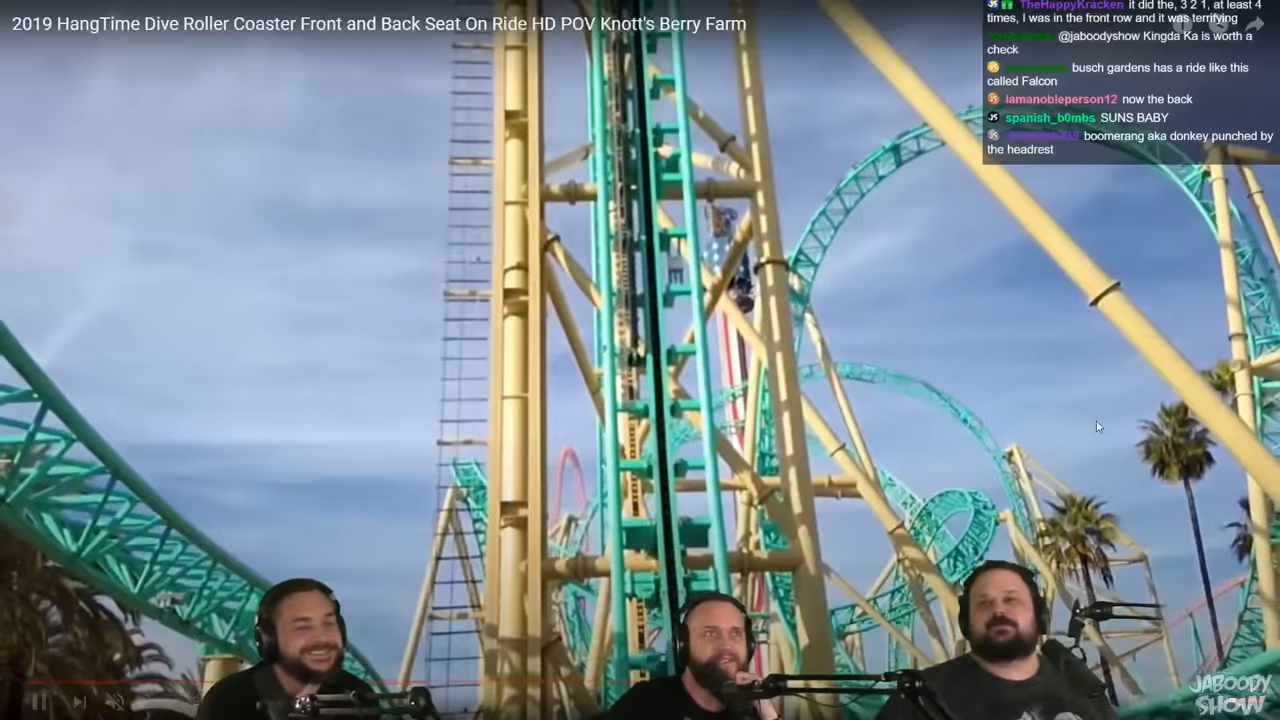 2019 HangTime Dive Roller Coaster Front and Back Seat On Ride HD POV Knott's Berry Farm
TheHappyKracken it did the, 3 2 1, at least 4
times, I was in the front row and it was terrifying
@jaboodyshow Kingda Ka is worth a
check
busch gardens has a ride like this
called Falcon
Iamanobleperson12 now the back
spanish_b0mbs SUNS BABY
boomerang aka donkey punched by
the headrest
JABOODY
SHOW